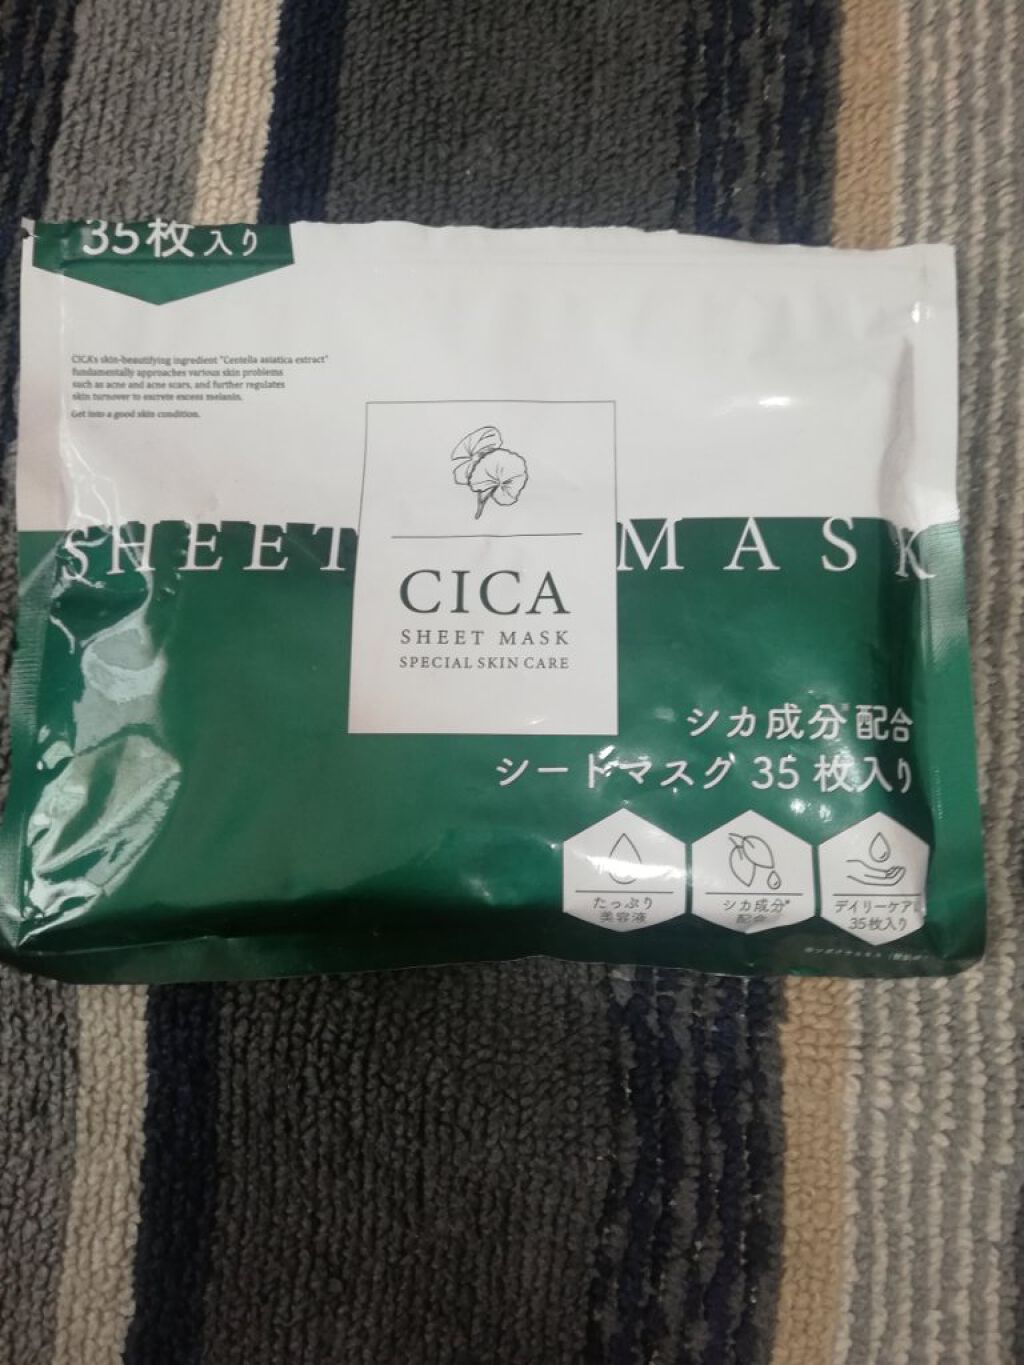 35枚入り
CICA's skin-beautifying ingredient "Centella asiatica extract"
fundamentally approaches various skin problems
such as acne and acne scars, and further regulates
skin turnover to excrete excess melanin.
Get into a good skin condition.
SHEET MASK
CICA
SHEET MASK
SPECIAL SKIN CARE
シカ成分※配合
シートマスク 35枚入り
たっぷり
美容液
シカ成分※
配合
デイリーケアに
35枚入り